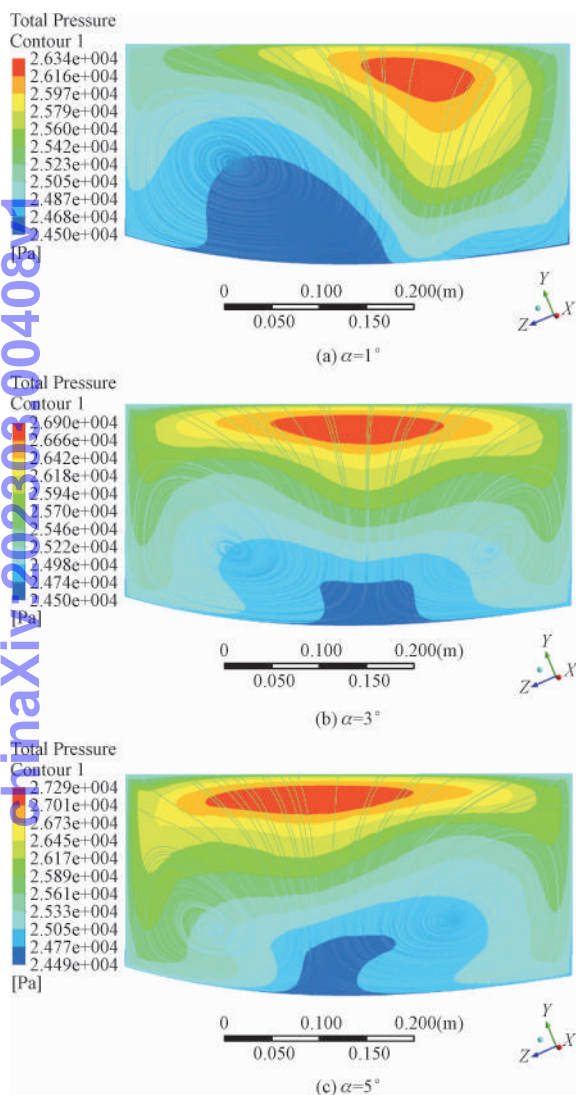 Total Pressure
Contour 1
2.634e+004
2.616e+004
2.597e+004
2.579e+004
2.560e+004
2.542e+004
2.523e+004
2.505e+004
2.487e+004
2.468e+004
2.450e+004
[Pa]
0 0.100 0.200(m)
0.050 0.150
Y
X
Z
(a) α=1°
Total Pressure
Contour 1
2.690e+004
2.666e+004
2.642e+004
2.618e+004
2.594e+004
2.570e+004
2.546e+004
2.522e+004
2.498e+004
2.474e+004
2.450e+004
[Pa]
0 0.100 0.200(m)
0.050 0.150
Y
X
Z
(b) α=3°
Total Pressure
Contour 1
2.729e+004
2.701e+004
2.673e+004
2.645e+004
2.617e+004
2.589e+004
2.561e+004
2.533e+004
2.505e+004
2.477e+004
2.449e+004
[Pa]
0 0.100 0.200(m)
0.050 0.150
Y
X
Z
(c) α=5°
chinaXiv:202303.00408v1